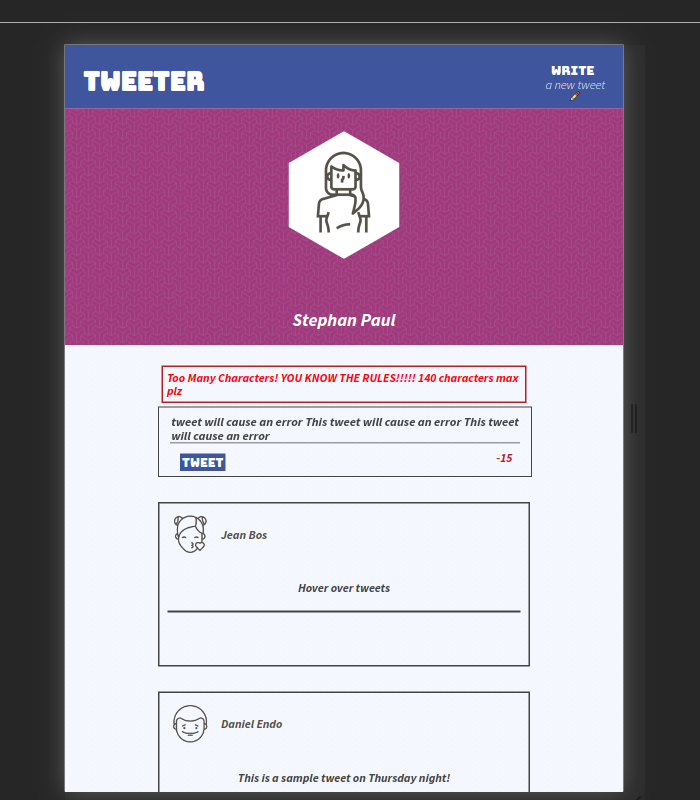 TWEETER
WRITE
a new tweet
Stephan Paul
Too Many Characters! YOU KNOW THE RULES!!!!! 140 characters max
plz
tweet will cause an error This tweet will cause an error This tweet
will cause an error
TWEET
-15
Jean Bos
Hover over tweets
Daniel Endo
This is a sample tweet on Thursday night!